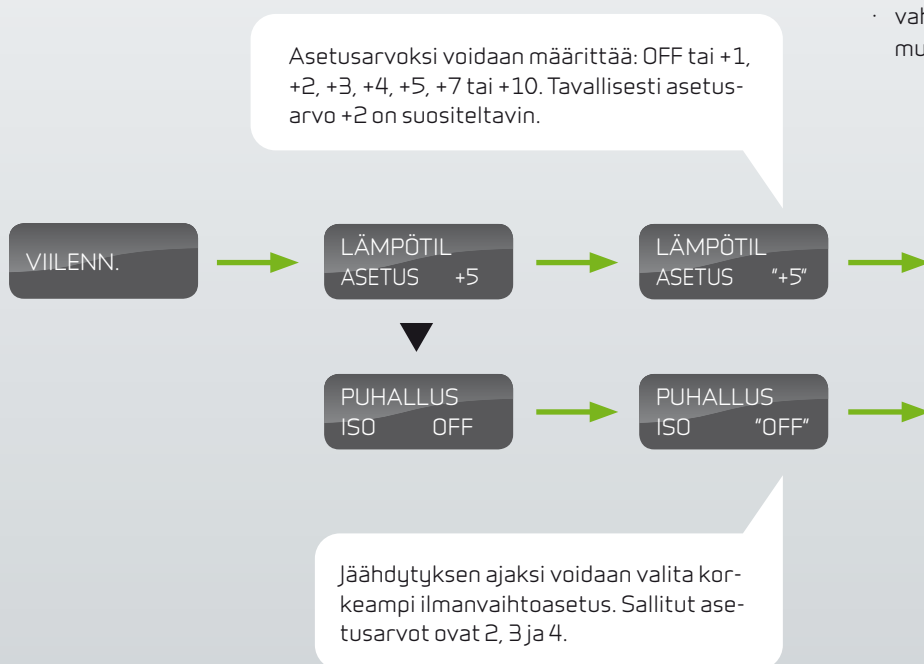 · 
Asetusarvoksi voidaan määrittää: OFF tai +1,
+2, +3, +4, +5, +7 tai +10. Tavallisesti asetus-
arvo +2 on suositeltavin.
VIILENN.
LÄMPÖTIL
ASETUS +5
LÄMPÖTIL
ASETUS "+5"
PUHALLUS
ISO OFF
PUHALLUS
ISO "OFF"
Jäähdytyksen ajaksi voidaan valita kor-
keampi ilmanvaihtoasetus. Sallitut ase-
tusarvot ovat 2, 3 ja 4.